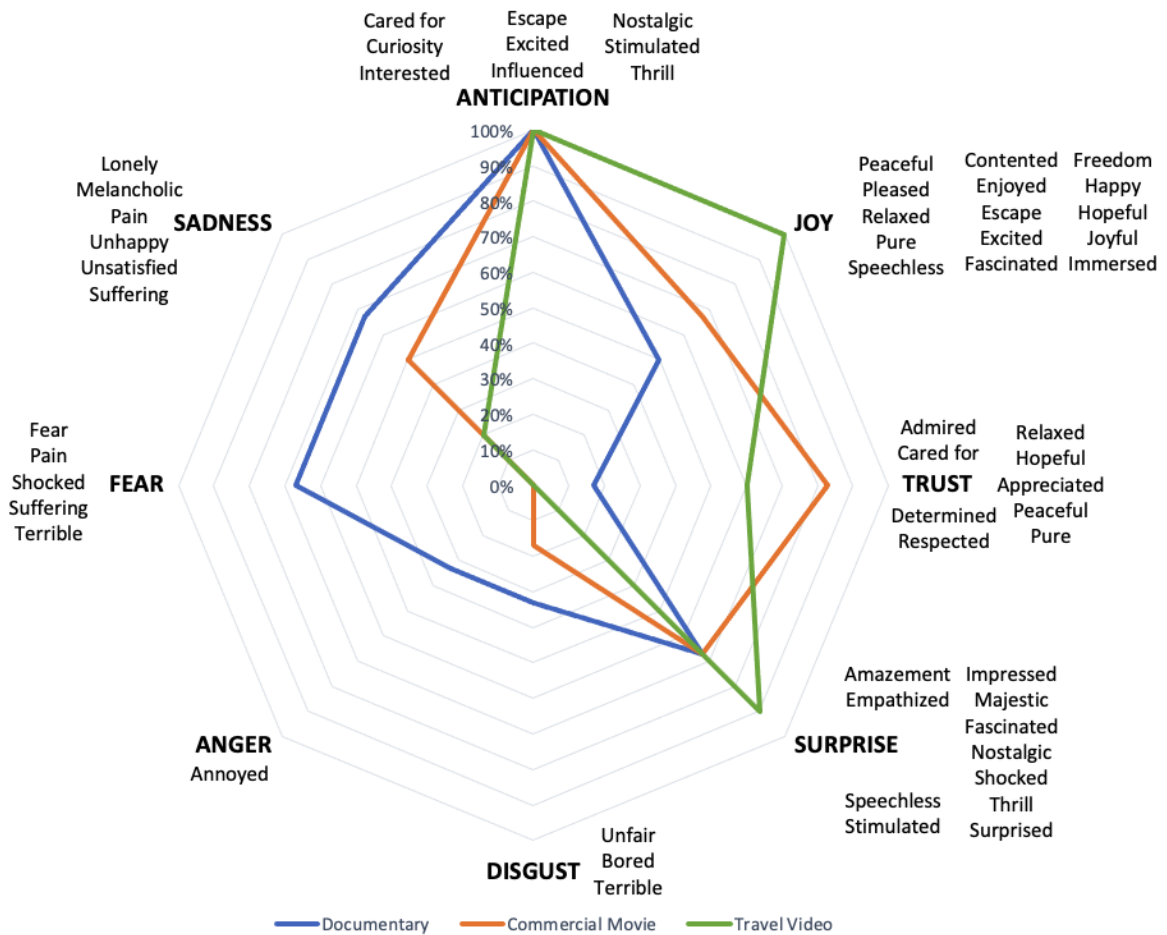 Cared for
Curiosity
Interested
Escape
Excited
Influenced
Nostalgic
Stimulated
Thrill
ANTICIPATION
100%
90%
80%
70%
60%
50%
40%
30%
20%
10%
0%
Peaceful
Pleased
Relaxed
Pure
Speechless
Contented
Enjoyed
Escape
Excited
Fascinated
Freedom
Happy
Hopeful
Joyful
Immersed
JOY
Admired
Cared for
TRUST
Determined
Respected
Relaxed
Hopeful
Appreciated
Peaceful
Pure
Amazement
Empathized
Impressed
Majestic
Fascinated
Nostalgic
Shocked
Thrill
Surprised
SURPRISE
Speechless
Stimulated
DISGUST
Unfair
Bored
Terrible
ANGER
Annoyed
Fear
Pain
Shocked
Suffering
Terrible
FEAR
Lonely
Melancholic
Pain
Unhappy
Unsatisfied
Suffering
SADNESS
Documentary
Commercial Movie
Travel Video